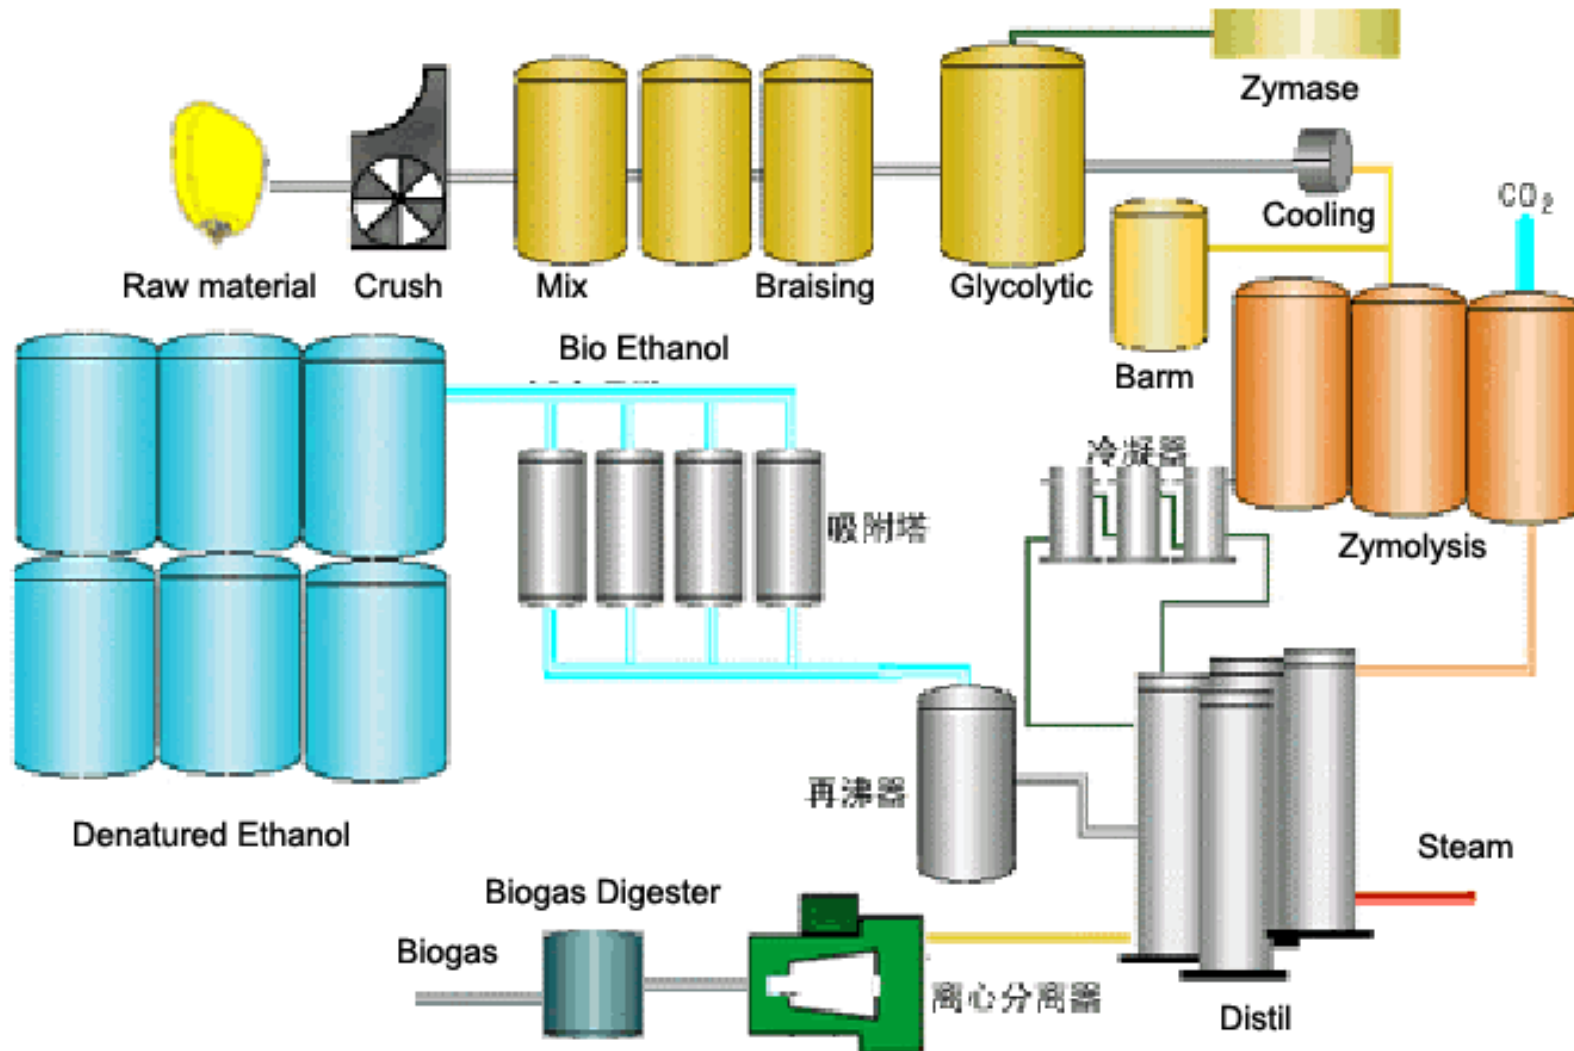 Zymase
CO₂
Cooling
Raw material
Crush
Mix
Braising
Glycolytic
Bio Ethanol
Barm
冷凝器
吸附塔
Zymolysis
再沸器
Denatured Ethanol
Steam
Biogas Digester
Biogas
离心分离器
Distil